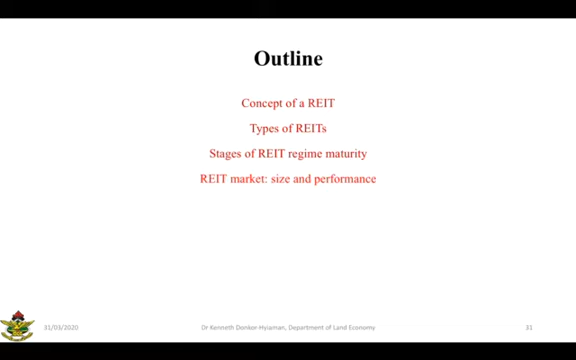 Outline
Concept of a REIT
Types of REITs
Stages of REIT regime maturity
REIT market: size and performance
31/03/2020
Dr Kenneth Donkor-Hyiaman, Department of Land Economy
31